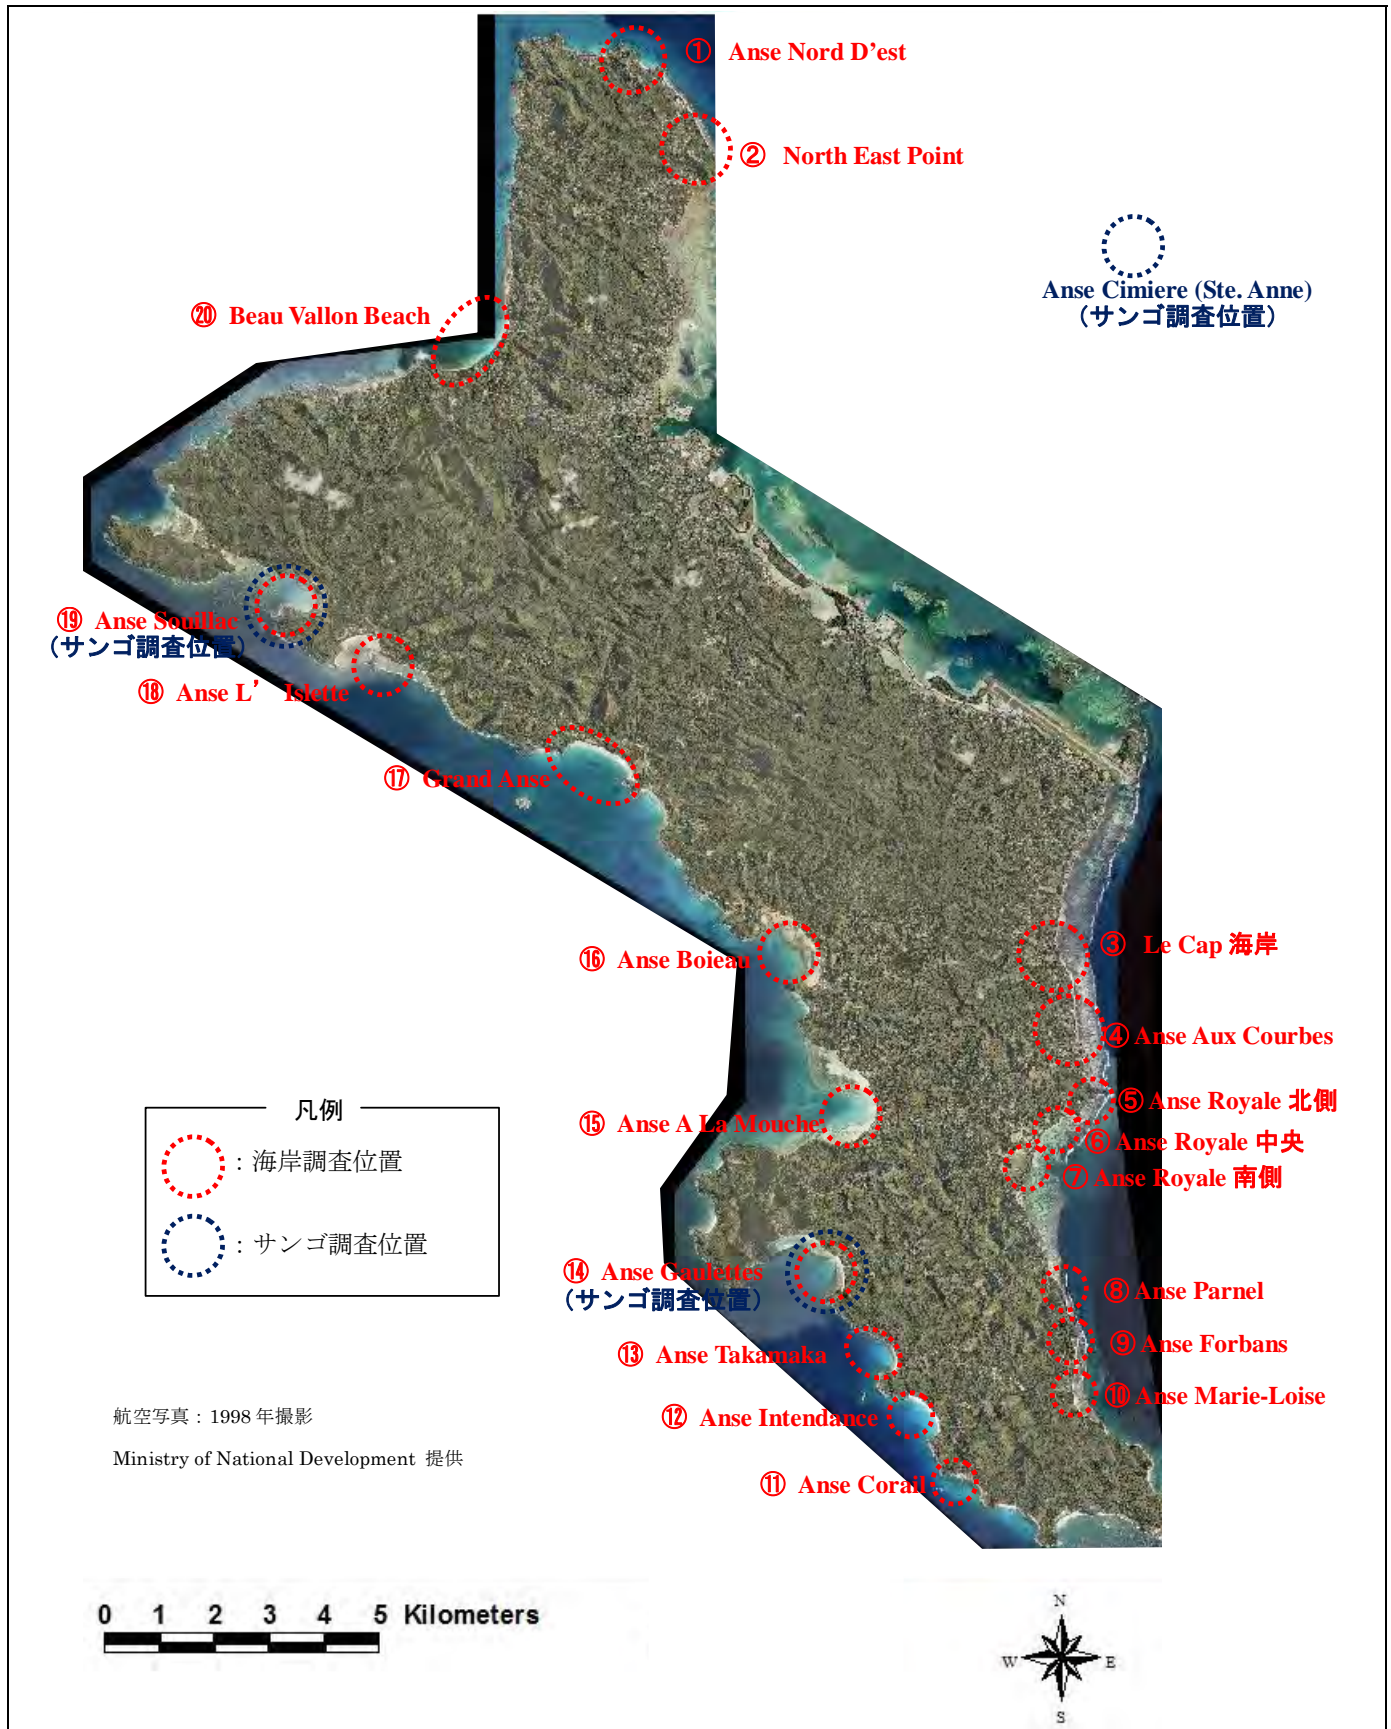 ① Anse Nord D’est
② North East Point
Anse Cimiere (Ste. Anne)
（サンゴ調査位置）
⑳ Beau Vallon Beach
⑲ Anse Souillac
（サンゴ調査位置）
⑱ Anse L’ Islette
⑰ Grand Anse
③ Le Cap 海岸
⑯ Anse Boieau
④ Anse Aux Courbes
⑤ Anse Royale 北側
⑮ Anse A La Mouche
⑥ Anse Royale 中央
⑦ Anse Royale 南側
凡例
：海岸調査位置
：サンゴ調査位置
⑭ Anse Gaulettes
（サンゴ調査位置）
⑧ Anse Parnel
⑨ Anse Forbans
⑬ Anse Takamaka
⑩ Anse Marie-Loise
⑫ Anse Intendance
⑪ Anse Corail
航空写真：1998 年撮影
Ministry of National Development 提供
0 1 2 3 4 5 Kilometers
N
W E
S